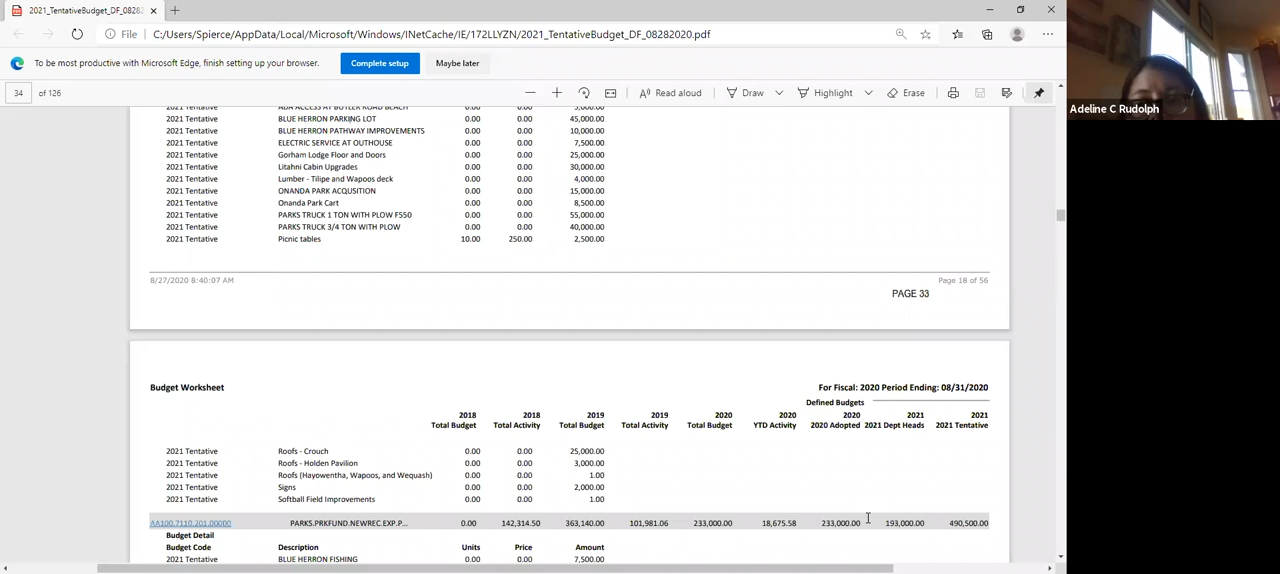 2021_TentativeBudget_DF_0828
File C:/Users/Spierce/AppData/Local/Microsoft/Windows/INetCache/IE/172LLYZN/2021_TentativeBudget_DF_08282020.pdf
To be most productive with Microsoft Edge, finish setting up your browser. Complete setup Maybe later
34 of 126 Read aloud Draw Highlight Erase
Adeline C Rudolph
2021 Tentative ADA ACCESS AT BUTLER ROAD BEACH 0.00 0.00 5,000.00
2021 Tentative BLUE HERRON PARKING LOT 0.00 0.00 45,000.00
2021 Tentative BLUE HERRON PATHWAY IMPROVEMENTS 0.00 0.00 10,000.00
2021 Tentative ELECTRIC SERVICE AT OUTHOUSE 0.00 0.00 7,500.00
2021 Tentative Gorham Lodge Floor and Doors 0.00 0.00 25,000.00
2021 Tentative Litahni Cabin Upgrades 0.00 0.00 30,000.00
2021 Tentative Lumber - Tilipe and Wapoos deck 0.00 0.00 4,000.00
2021 Tentative ONANDA PARK ACQUSITION 0.00 0.00 15,000.00
2021 Tentative Onanda Park Cart 0.00 0.00 8,500.00
2021 Tentative PARKS TRUCK 1 TON WITH PLOW F550 0.00 0.00 55,000.00
2021 Tentative PARKS TRUCK 3/4 TON WITH PLOW 0.00 0.00 40,000.00
2021 Tentative Picnic tables 10.00 250.00 2,500.00
8/27/2020 8:40:07 AM Page 18 of 56
PAGE 33
Budget Worksheet For Fiscal: 2020 Period Ending: 08/31/2020
Defined Budgets
2018 2018 2019 2019 2020 2020 2020 2021 2021
Total Budget Total Activity Total Budget Total Activity Total Budget YTD Activity 2020 Adopted 2021 Dept Heads 2021 Tentative
2021 Tentative Roofs - Crouch 0.00 0.00 25,000.00
2021 Tentative Roofs - Holden Pavilion 0.00 0.00 3,000.00
2021 Tentative Roofs (Hayowentha, Wapoos, and Wequash) 0.00 0.00 1.00
2021 Tentative Signs 0.00 0.00 2,000.00
2021 Tentative Softball Field Improvements 0.00 0.00 1.00
AA100.7110.201.00000 PARKS.PRKFUND.NEWREC.EXP.P... 0.00 142,314.50 363,140.00 101,981.06 233,000.00 18,675.58 233,000.00 193,000.00 490,500.00
Budget Detail
Budget Code Description Units Price Amount
2021 Tentative BLUE HERRON FISHING 0.00 0.00 7,500.00